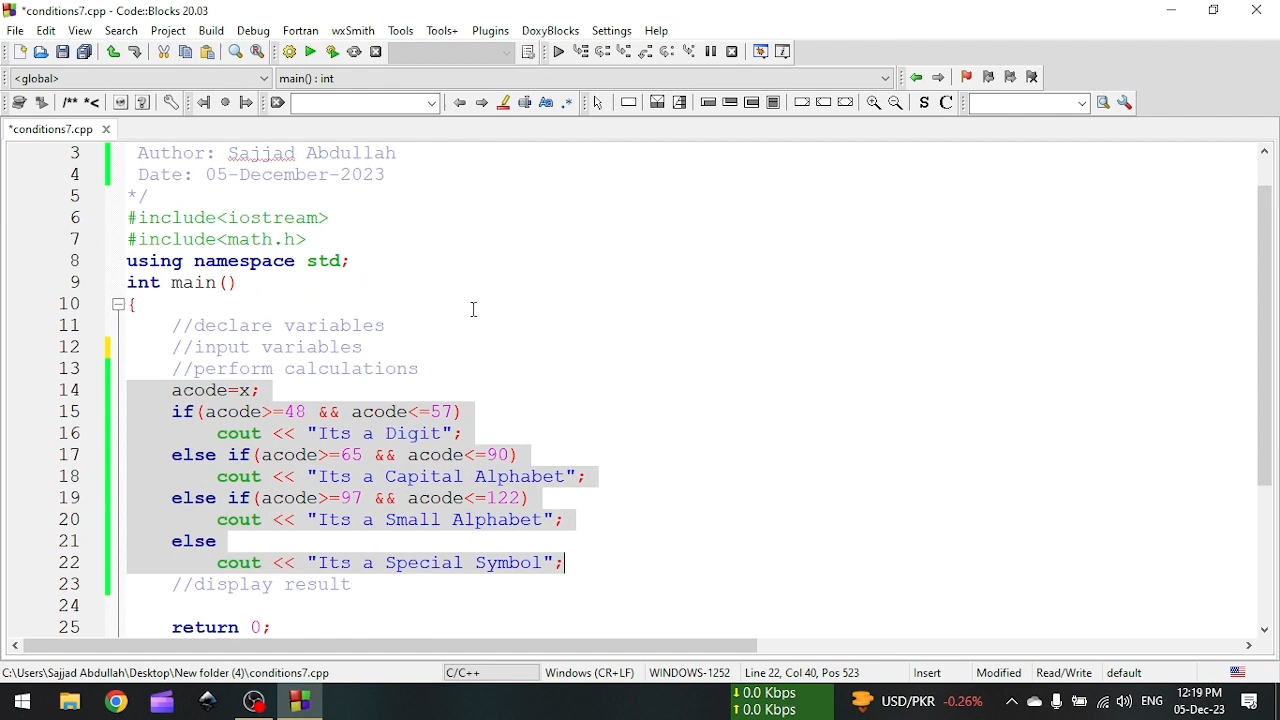 *conditions7.cpp - Code::Blocks 20.03
File Edit View Search Project Build Debug Fortran wxSmith Tools Tools+ Plugins DoxyBlocks Settings Help
<global> main() : int
/** *< Aa .* S C
*conditions7.cpp
3 Author: Sajjad Abdullah
4 Date: 05-December-2023
5 */
6 #include<iostream>
7 #include<math.h>
8 using namespace std;
9 int main()
10 {
11 //declare variables
12 //input variables
13 //perform calculations
14 acode=x;
15 if(acode>=48 && acode<=57)
16 cout << "Its a Digit";
17 else if(acode>=65 && acode<=90)
18 cout << "Its a Capital Alphabet";
19 else if(acode>=97 && acode<=122)
20 cout << "Its a Small Alphabet";
21 else
22 cout << "Its a Special Symbol";
23 //display result
24
25 return 0;
C:\Users\Sajjad Abdullah\Desktop\New folder (4)\conditions7.cpp C/C++ Windows (CR+LF) WINDOWS-1252 Line 22, Col 40, Pos 523 Insert Modified Read/Write default
↓ 0.0 Kbps
↑ 0.0 Kbps
USD/PKR -0.26% ENG
12:19 PM
05-Dec-23